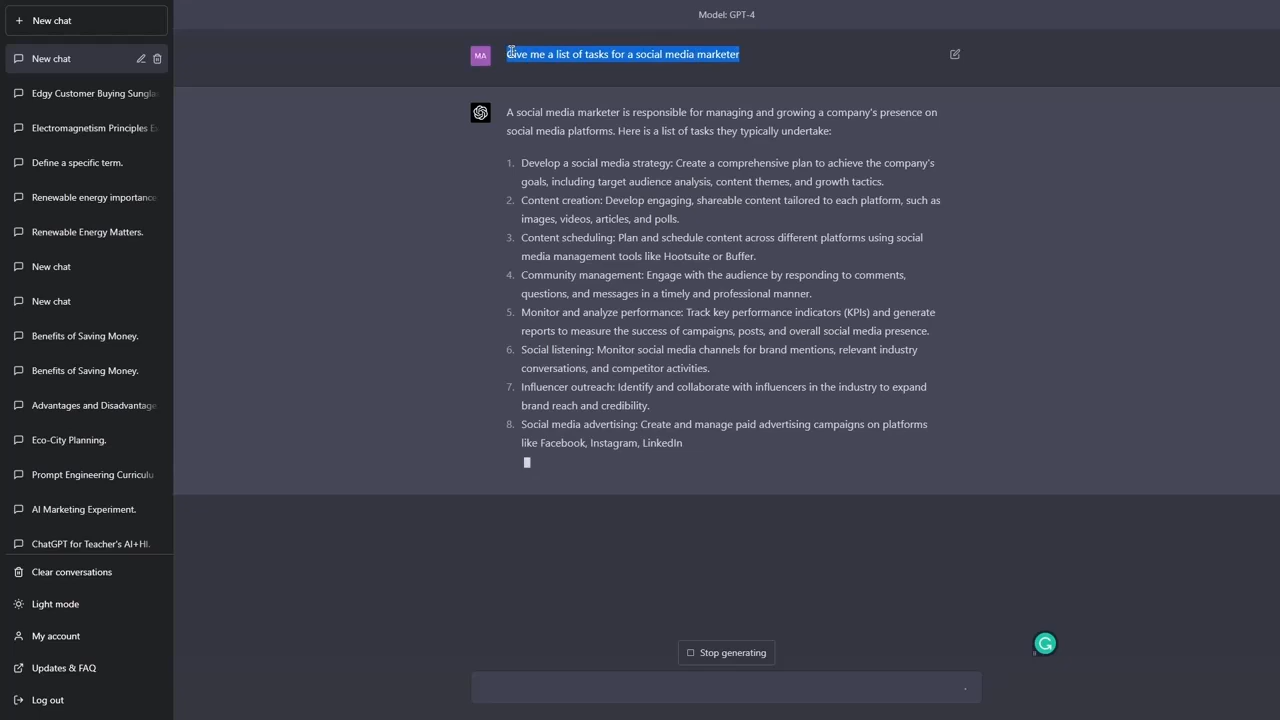 New chat
New chat
Edgy Customer Buying Sungla
Electromagnetism Principles E
Define a specific term.
Renewable energy importance
Renewable Energy Matters.
New chat
New chat
Benefits of Saving Money.
Benefits of Saving Money.
Advantages and Disadvantage
Eco-City Planning.
Prompt Engineering Curriculu
AI Marketing Experiment.
ChatGPT for Teacher's AI+HI.
Clear conversations
Light mode
My account
Updates & FAQ
Log out
Model: GPT-4
MA
Give me a list of tasks for a social media marketer
A social media marketer is responsible for managing and growing a company's presence on
social media platforms. Here is a list of tasks they typically undertake:
1. Develop a social media strategy: Create a comprehensive plan to achieve the company's
goals, including target audience analysis, content themes, and growth tactics.
2. Content creation: Develop engaging, shareable content tailored to each platform, such as
images, videos, articles, and polls.
3. Content scheduling: Plan and schedule content across different platforms using social
media management tools like Hootsuite or Buffer.
4. Community management: Engage with the audience by responding to comments,
questions, and messages in a timely and professional manner.
5. Monitor and analyze performance: Track key performance indicators (KPIs) and generate
reports to measure the success of campaigns, posts, and overall social media presence.
6. Social listening: Monitor social media channels for brand mentions, relevant industry
conversations, and competitor activities.
7. Influencer outreach: Identify and collaborate with influencers in the industry to expand
brand reach and credibility.
8. Social media advertising: Create and manage paid advertising campaigns on platforms
like Facebook, Instagram, LinkedIn
Stop generating